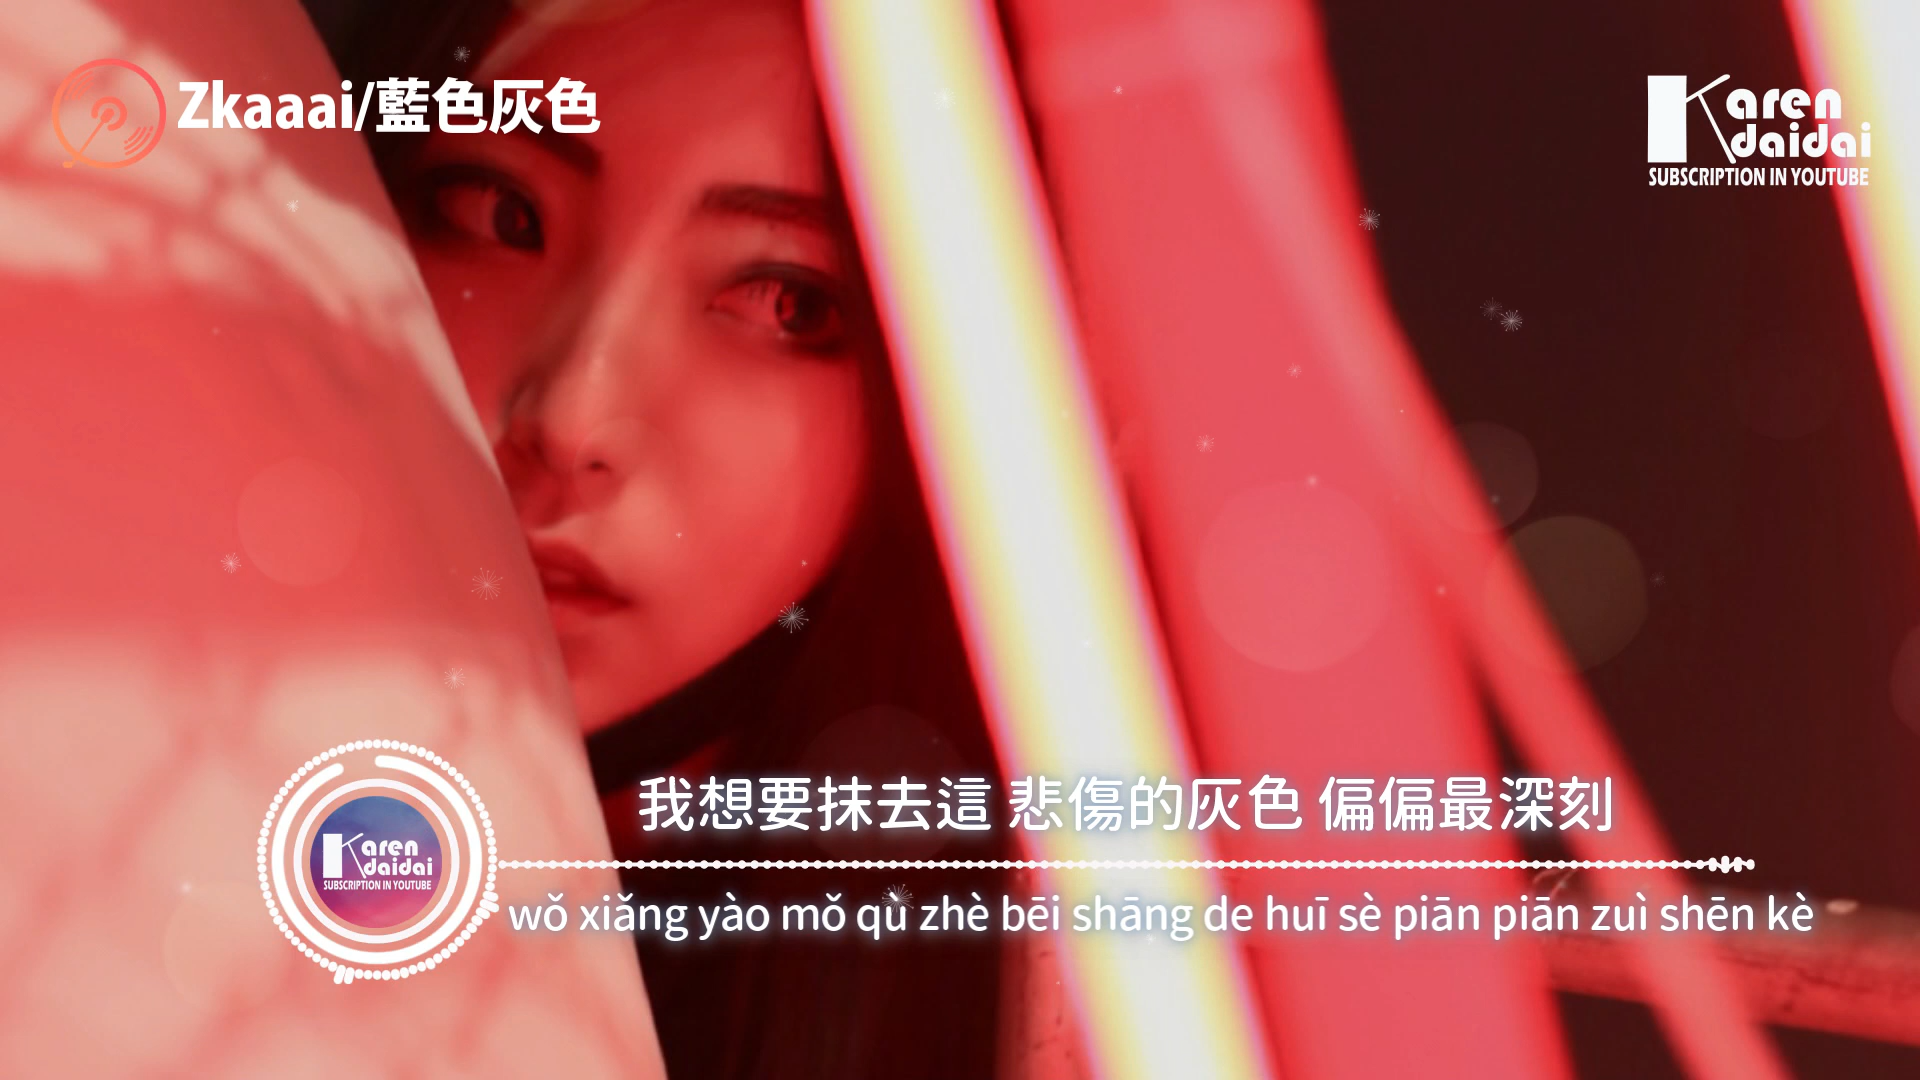 Zkaaai/藍色灰色
Karen
daidai
SUBSCRIPTION IN YOUTUBE
我想要抹去這 悲傷的灰色 偏偏最深刻
Karen
daidai
SUBSCRIPTION IN YOUTUBE
wǒ xiǎng yào mǒ qù zhè bēi shāng de huī sè piān piān zuì shēn kè